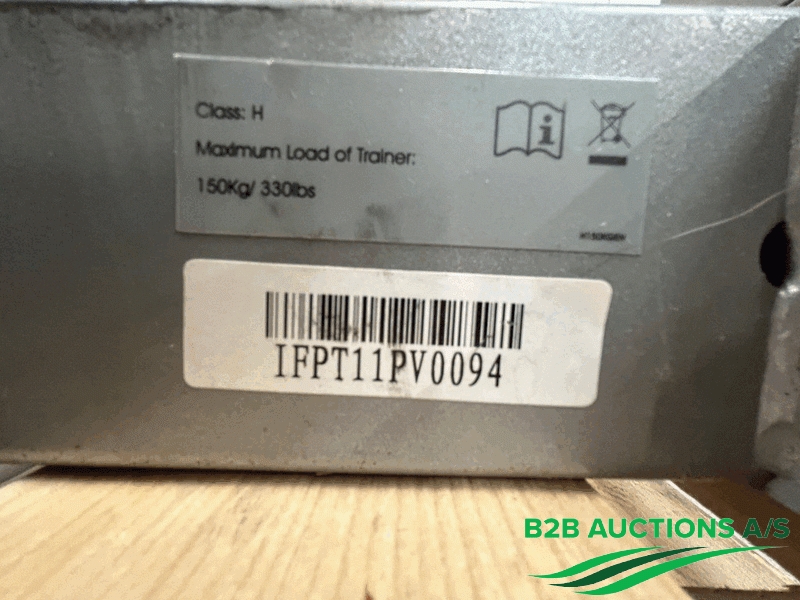 Class: H
Maximum Load of Trainer:
150Kg/ 330lbs
IFPT11PV0094
B2B AUCTIONS A/S